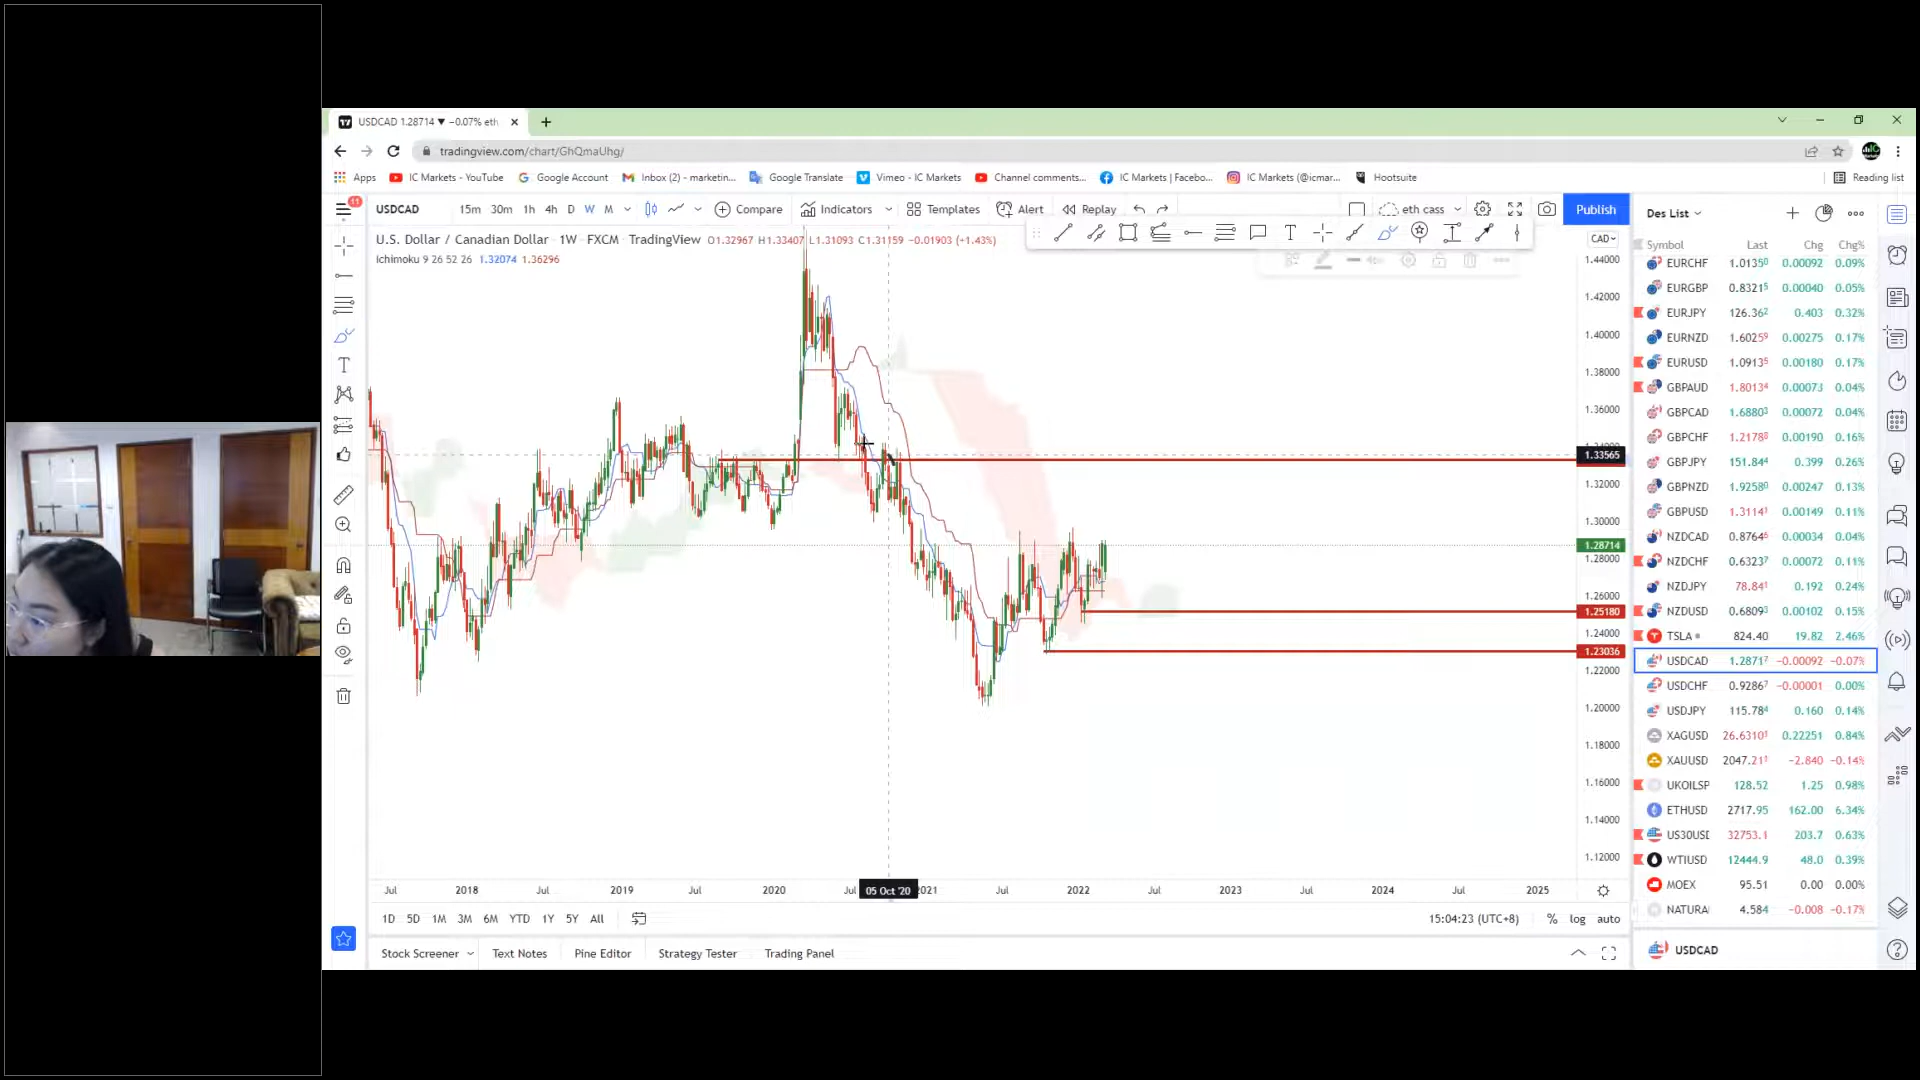 USDCAD 1.28714 ▼ −0.07% eth
tradingview.com/chart/GhQmaUhg/
Apps IC Markets - YouTube Google Account Inbox (2) - marketin... Google Translate Vimeo - IC Markets Channel comments... IC Markets | Facebo... IC Markets (@icmar... Hootsuite Reading list
11
USDCAD 15m 30m 1h 4h D W M Compare Indicators Templates Alert Replay eth cass Publish
U.S. Dollar / Canadian Dollar · 1W · FXCM · TradingView O1.32967 H1.33407 L1.31093 C1.31159 −0.01903 (−1.43%)
Ichimoku 9 26 52 26 1.32074 1.36296
CAD
1.44000
1.42000
1.40000
1.38000
1.36000
1.33565
1.32000
1.30000
1.28714
1.28000
1.26000
1.25180
1.24000
1.23036
1.22000
1.20000
1.18000
1.16000
1.14000
1.12000
Jul 2018 Jul 2019 Jul 2020 Jul 05 Oct '20 2021 Jul 2022 Jul 2023 Jul 2024 Jul 2025
1D 5D 1M 3M 6M YTD 1Y 5Y All 15:04:23 (UTC+8) % log auto
Stock Screener Text Notes Pine Editor Strategy Tester Trading Panel
Des List
Symbol Last Chg Chg%
EURCHF 1.0135⁰ 0.00092 0.09%
EURGBP 0.8321⁵ 0.00040 0.05%
EURJPY 126.36² 0.403 0.32%
EURNZD 1.6025⁹ 0.00275 0.17%
EURUSD 1.0913⁵ 0.00180 0.17%
GBPAUD 1.8013⁴ 0.00073 0.04%
GBPCAD 1.6880³ 0.00072 0.04%
GBPCHF 1.2178⁵ 0.00190 0.16%
GBPJPY 151.84⁴ 0.399 0.26%
GBPNZD 1.9258⁰ 0.00247 0.13%
GBPUSD 1.3114¹ 0.00149 0.11%
NZDCAD 0.8764⁶ 0.00034 0.04%
NZDCHF 0.6323⁷ 0.00072 0.11%
NZDJPY 78.84¹ 0.192 0.24%
NZDUSD 0.6809³ 0.00102 0.15%
TSLA 824.40 19.82 2.46%
USDCAD 1.2871⁷ −0.00092 −0.07%
USDCHF 0.9286⁷ −0.00001 0.00%
USDJPY 115.78⁴ 0.160 0.14%
XAGUSD 26.6310¹ 0.22251 0.84%
XAUUSD 2047.21¹ −2.840 −0.14%
UKOILSP 128.52 1.25 0.98%
ETHUSD 2717.95 162.00 6.34%
US30USD 32753.1 203.7 0.63%
WTIUSD 12444.9 48.0 0.39%
MOEX 95.51 0.00 0.00%
NATURA 4.584 −0.008 −0.17%
USDCAD